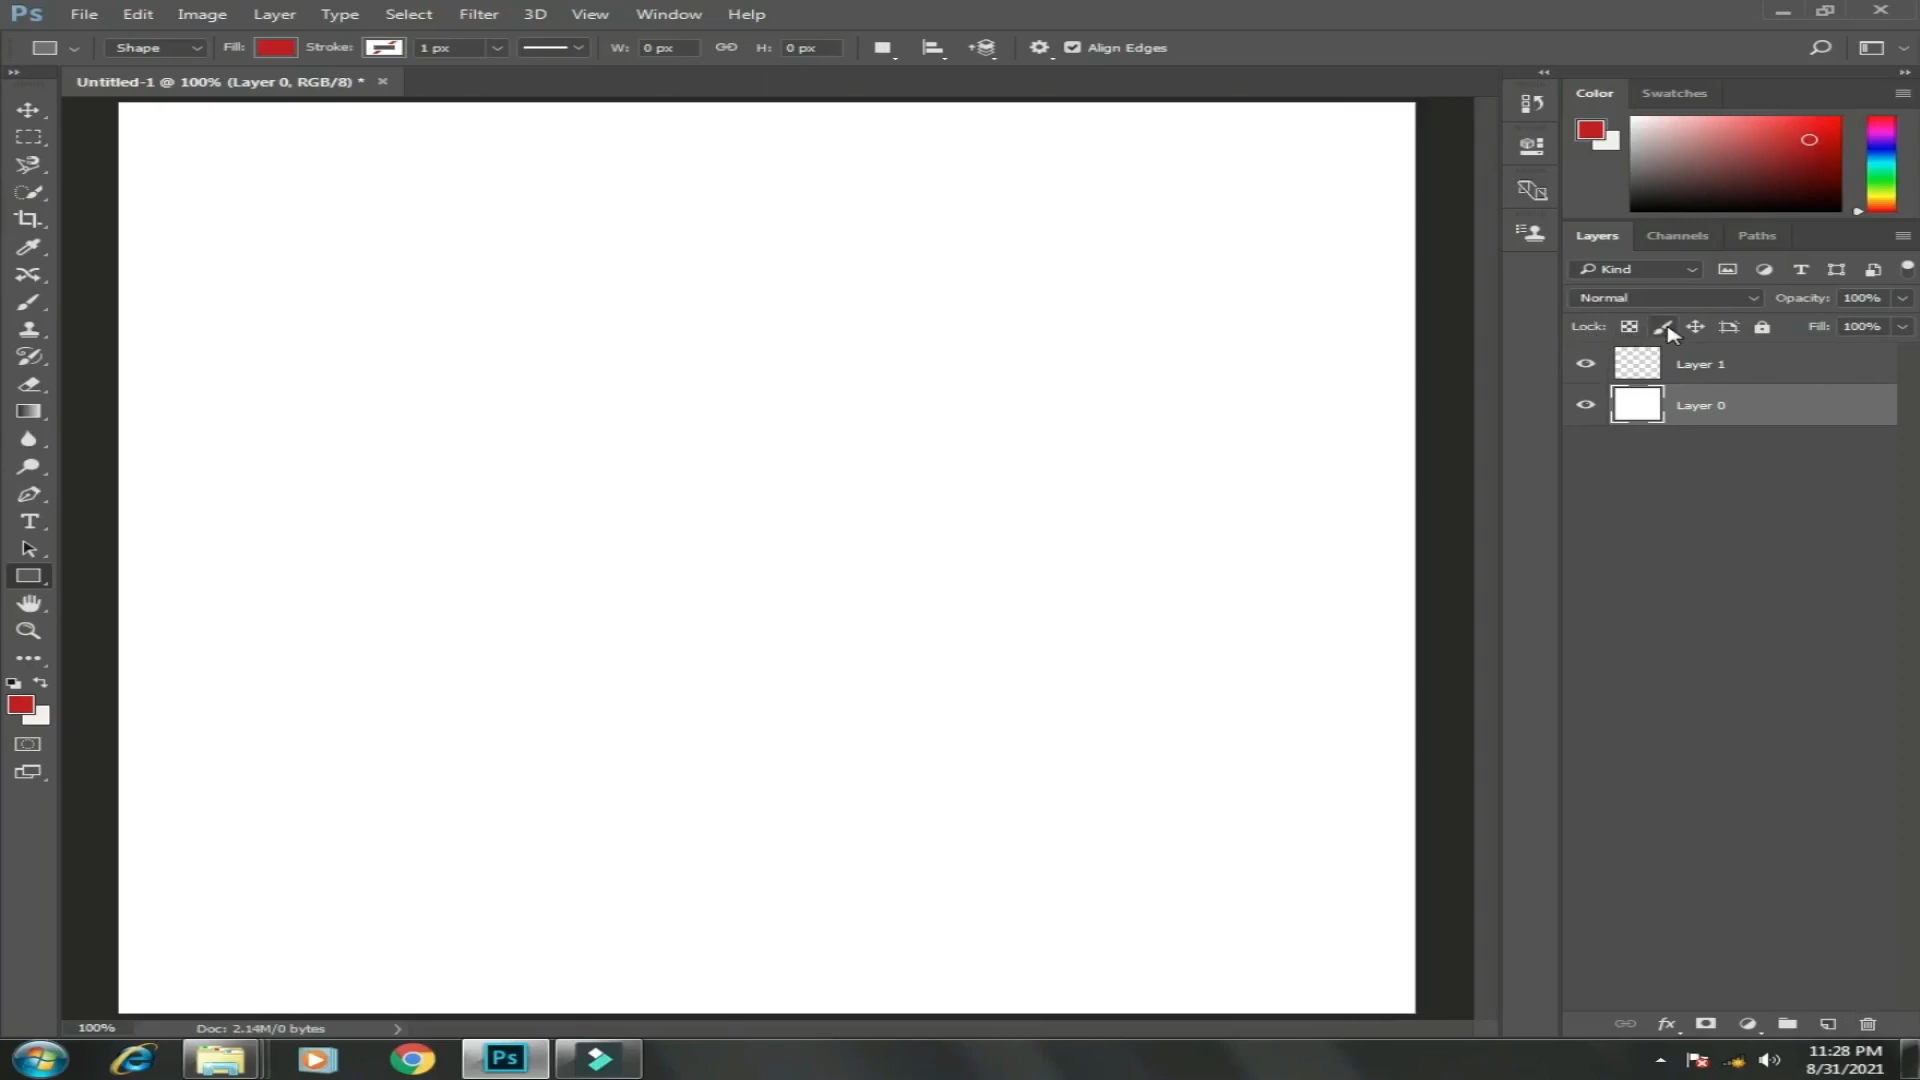 Ps File Edit Image Layer Type Select Filter 3D View Window Help
Shape Fill: Stroke: 1 px W: 0 px H: 0 px Align Edges
Untitled-1 @ 100% (Layer 0, RGB/8) *
Color Swatches
Layers Channels Paths
Kind
Normal Opacity: 100%
Lock: Fill: 100%
Layer 1
Layer 0
100% Doc: 2.14M/0 bytes
fx
Ps
11:28 PM
8/31/2021